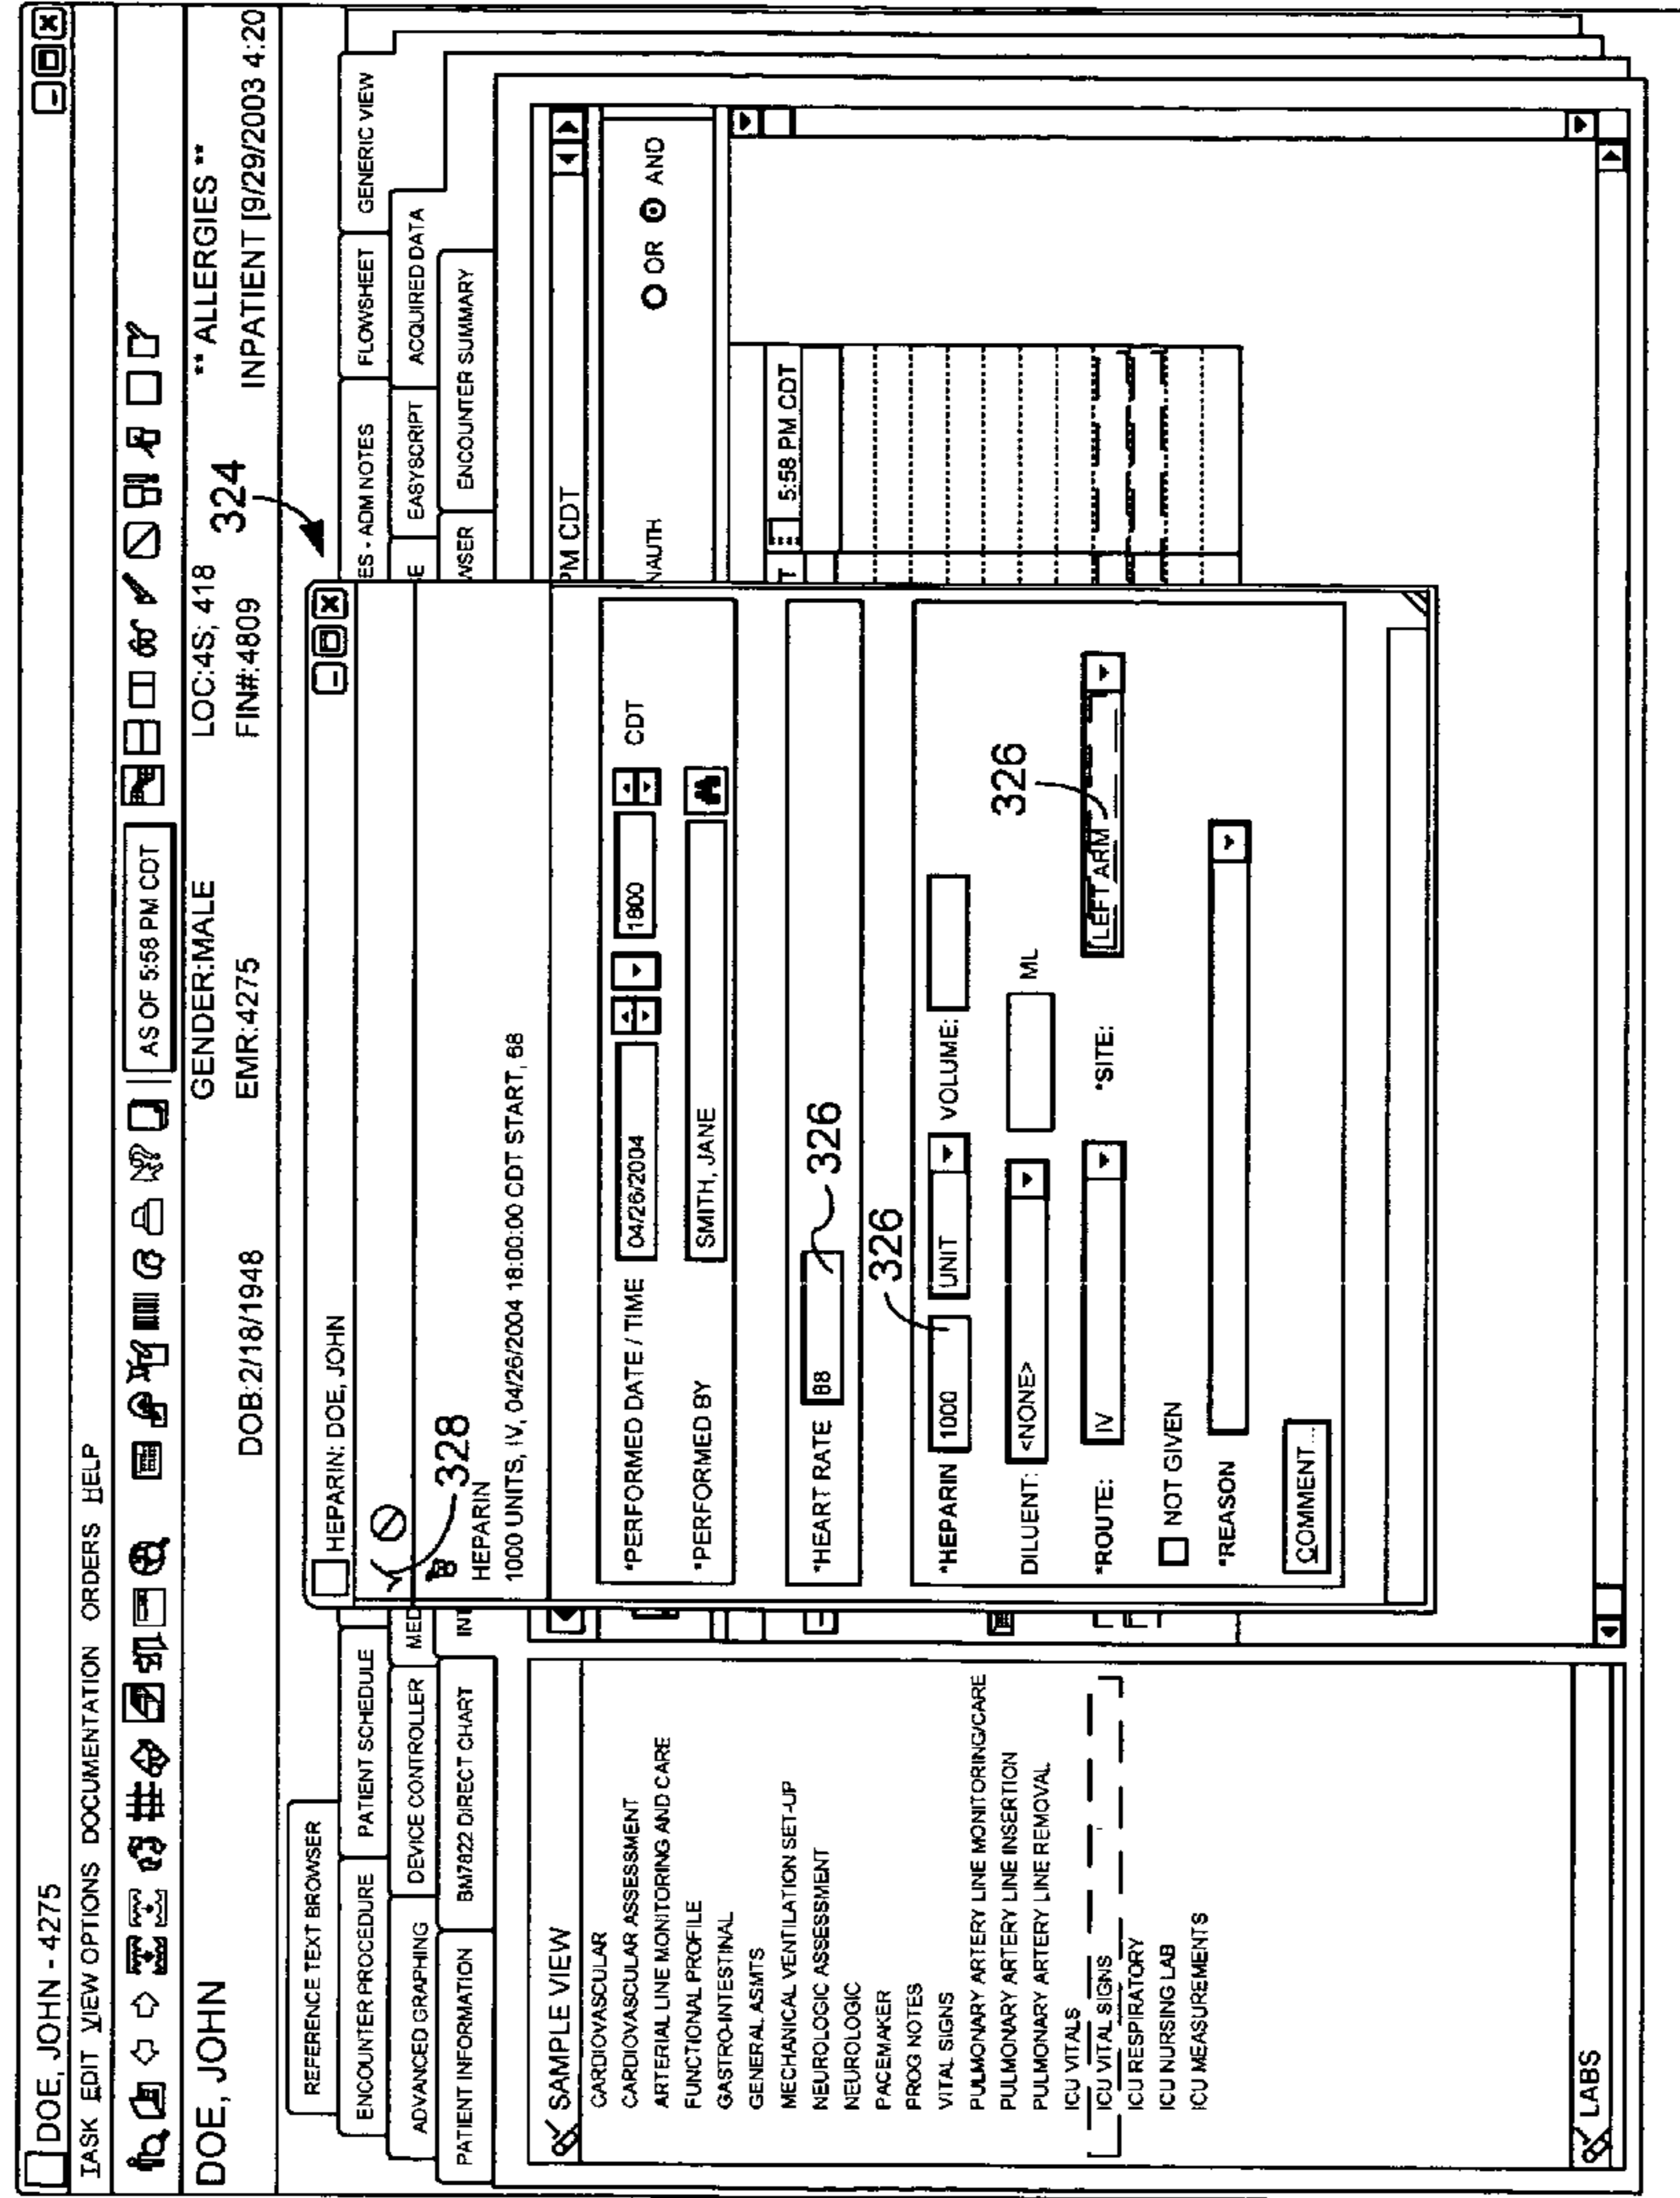 DOE, JOHN - 4275
TASK EDIT VIEW OPTIONS DOCUMENTATION ORDERS HELP
AS OF 5:58 PM CDT
DOE, JOHN
GENDER:MALE LOC:4S; 418 ** ALLERGIES **
DOB:2/18/1948 EMR:4275 FIN#:4809 INPATIENT [9/29/2003 4:20
324
REFERENCE TEXT BROWSER
ENCOUNTER PROCEDURE PATIENT SCHEDULE ES - ADM NOTES FLOWSHEET GENERIC VIEW
ADVANCED GRAPHING DEVICE CONTROLLER MED E EASYSCRIPT ACQUIRED DATA
PATIENT INFORMATION BM7822 DIRECT CHART INT WSER ENCOUNTER SUMMARY
SAMPLE VIEW
CARDIOVASCULAR
CARDIOVASCULAR ASSESSMENT
ARTERIAL LINE MONITORING AND CARE
FUNCTIONAL PROFILE
GASTRO-INTESTINAL
GENERAL ASMTS
MECHANICAL VENTILATION SET-UP
NEUROLOGIC ASSESSMENT
NEUROLOGIC
PACEMAKER
PROG NOTES
VITAL SIGNS
PULMONARY ARTERY LINE MONITORING/CARE
PULMONARY ARTERY LINE INSERTION
PULMONARY ARTERY LINE REMOVAL
ICU VITALS
ICU VITAL SIGNS
ICU RESPIRATORY
ICU NURSING LAB
ICU MEASUREMENTS
LABS
HEPARIN: DOE, JOHN
328
HEPARIN
1000 UNITS, IV, 04/26/2004 18:00:00 CDT START, 68
*PERFORMED DATE / TIME 04/26/2004 1800 CDT
*PERFORMED BY SMITH, JANE
*HEART RATE 88 326
326
*HEPARIN 1000 UNIT VOLUME:
DILUENT: <NONE> ML
326
*ROUTE: IV *SITE: LEFT ARM
NOT GIVEN
*REASON
COMMENT...
PM CDT
NAUTH OR AND
T 5:58 PM CDT